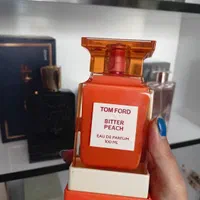 TOM FORD
BITTER
PEACH
EAU DE PARFUM
100 ML